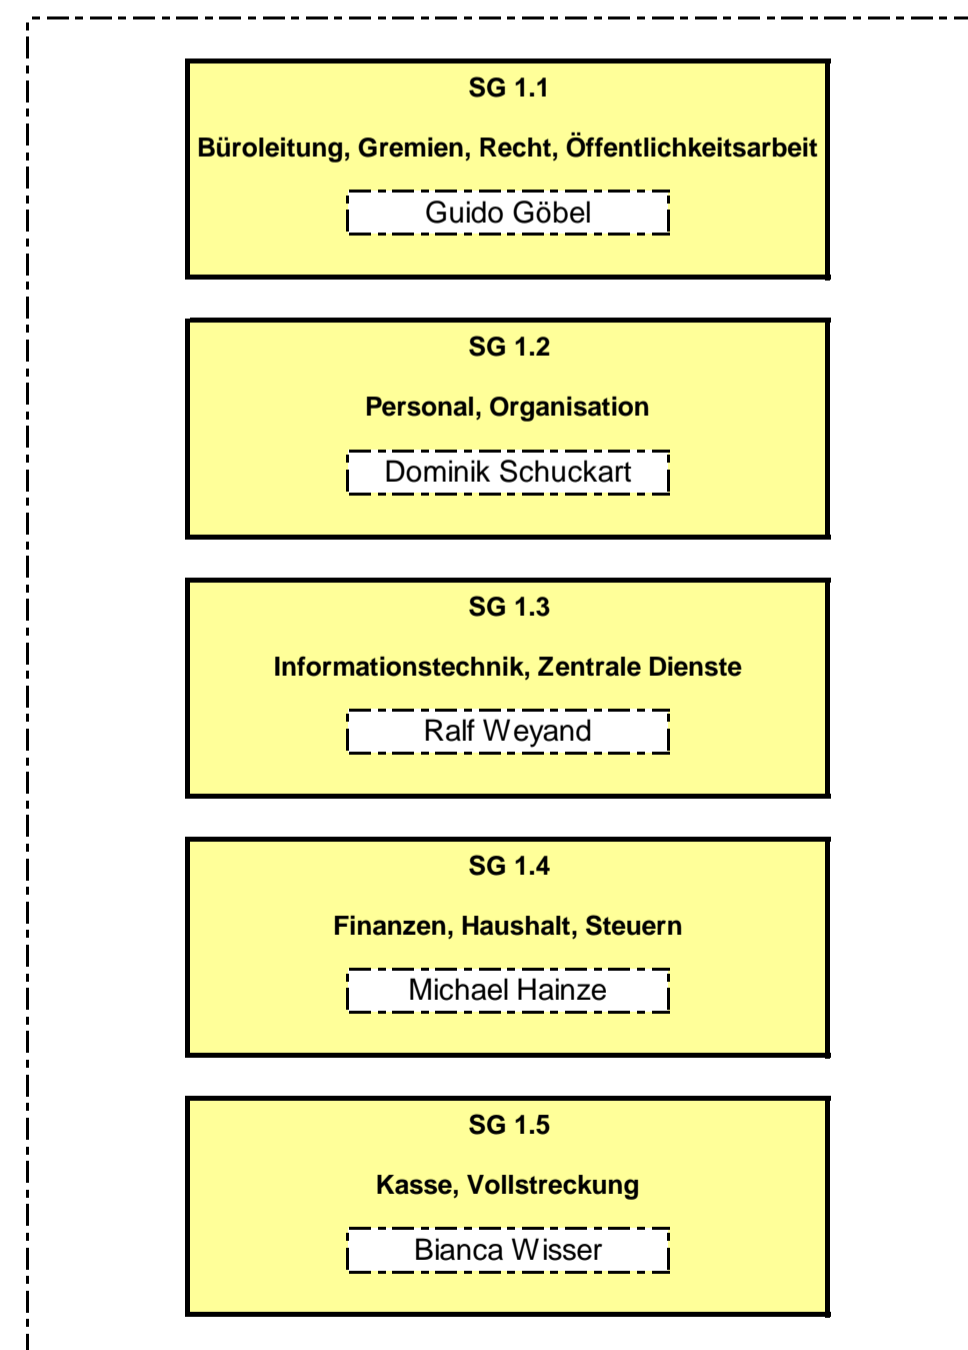 SG 1.1
Büroleitung, Gremien, Recht, Öffentlichkeitsarbeit
Guido Göbel
SG 1.2
Personal, Organisation
Dominik Schuckart
SG 1.3
Informationstechnik, Zentrale Dienste
Ralf Weyand
SG 1.4
Finanzen, Haushalt, Steuern
Michael Hainze
SG 1.5
Kasse, Vollstreckung
Bianca Wisser